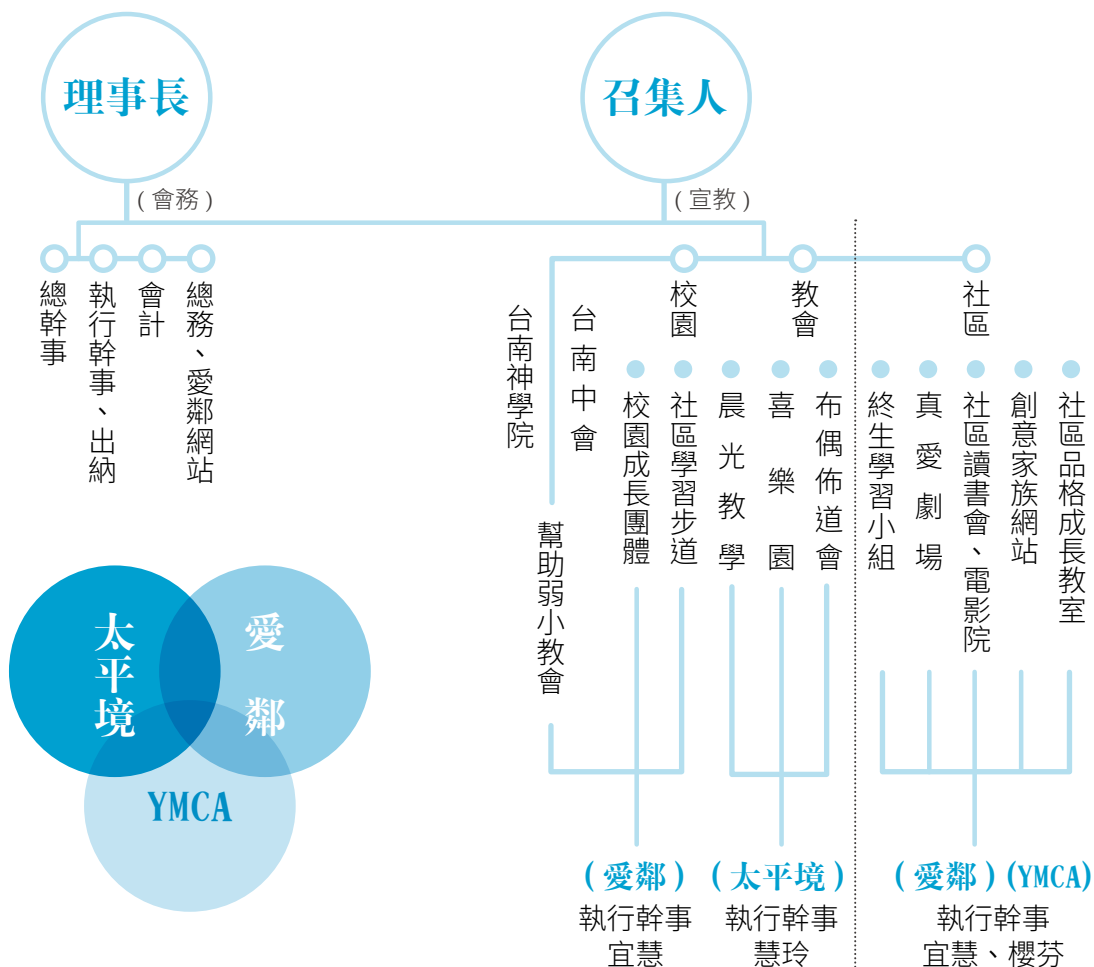 理事長
召集人
(會務)
(宣教)
總幹事
執行幹事、出納
會計
總務、愛鄰網站
校園
教會
社區
台南神學院
台南中會
幫助弱小教會
校園成長團體
社區學習步道
晨光教學
喜樂園
布偶佈道會
終生學習小組
真愛劇場
社區讀書會、電影院
創意家族網站
社區品格成長教室
太平境
愛鄰
YMCA
(愛鄰)
執行幹事
宜慧
(太平境)
執行幹事
慧玲
(愛鄰)(YMCA)
執行幹事
宜慧、櫻芬